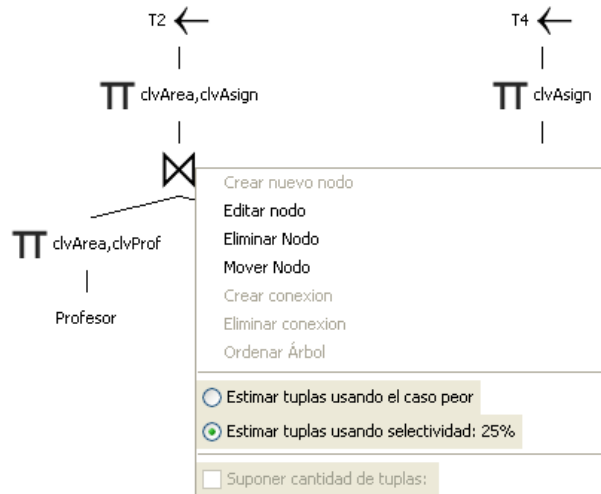 T2 ←
T4 ←
π clvArea,clvAsign
π clvAsign
⋈
π clvArea,clvProf
Profesor
Crear nuevo nodo
Editar nodo
Eliminar Nodo
Mover Nodo
Crear conexion
Eliminar conexion
Ordenar Árbol
Estimar tuplas usando el caso peor
Estimar tuplas usando selectividad: 25%
Suponer cantidad de tuplas: